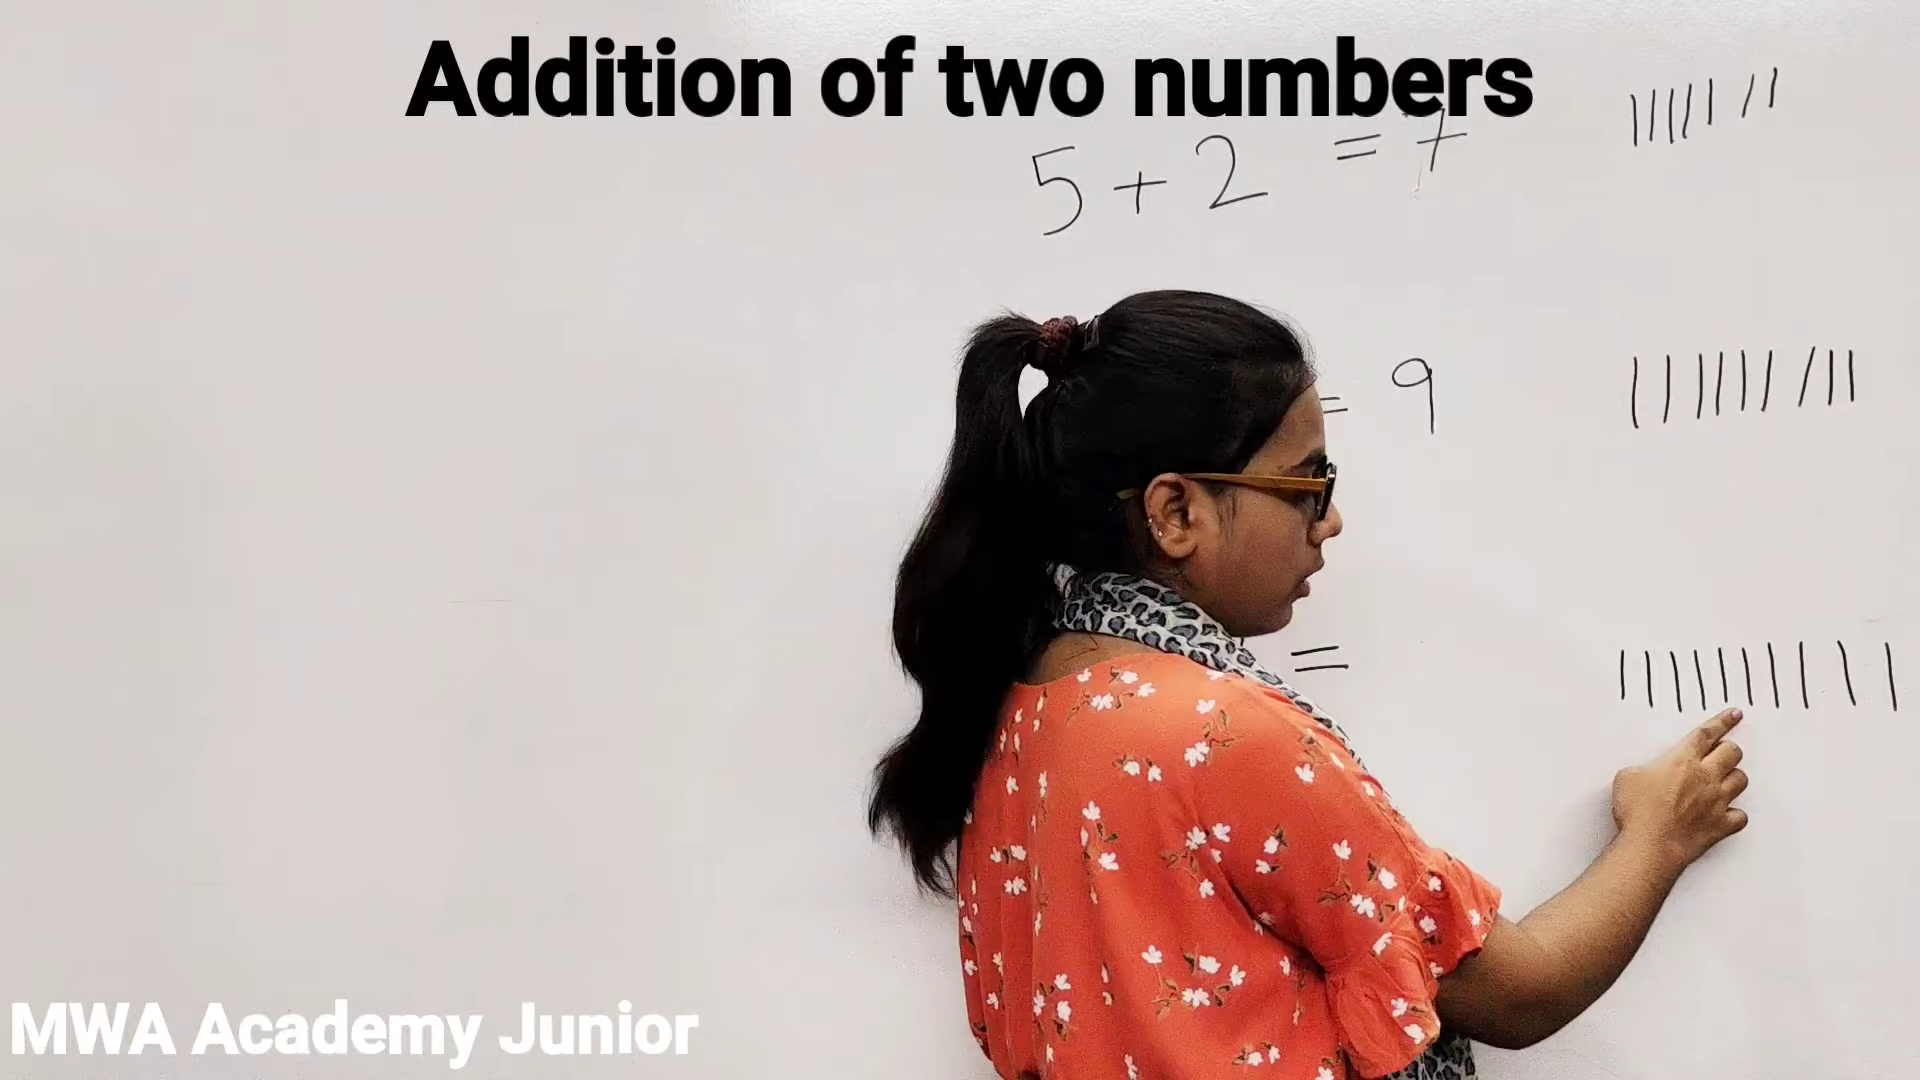 Addition of two numbers
5 + 2 = 7
= 9
=
MWA Academy Junior